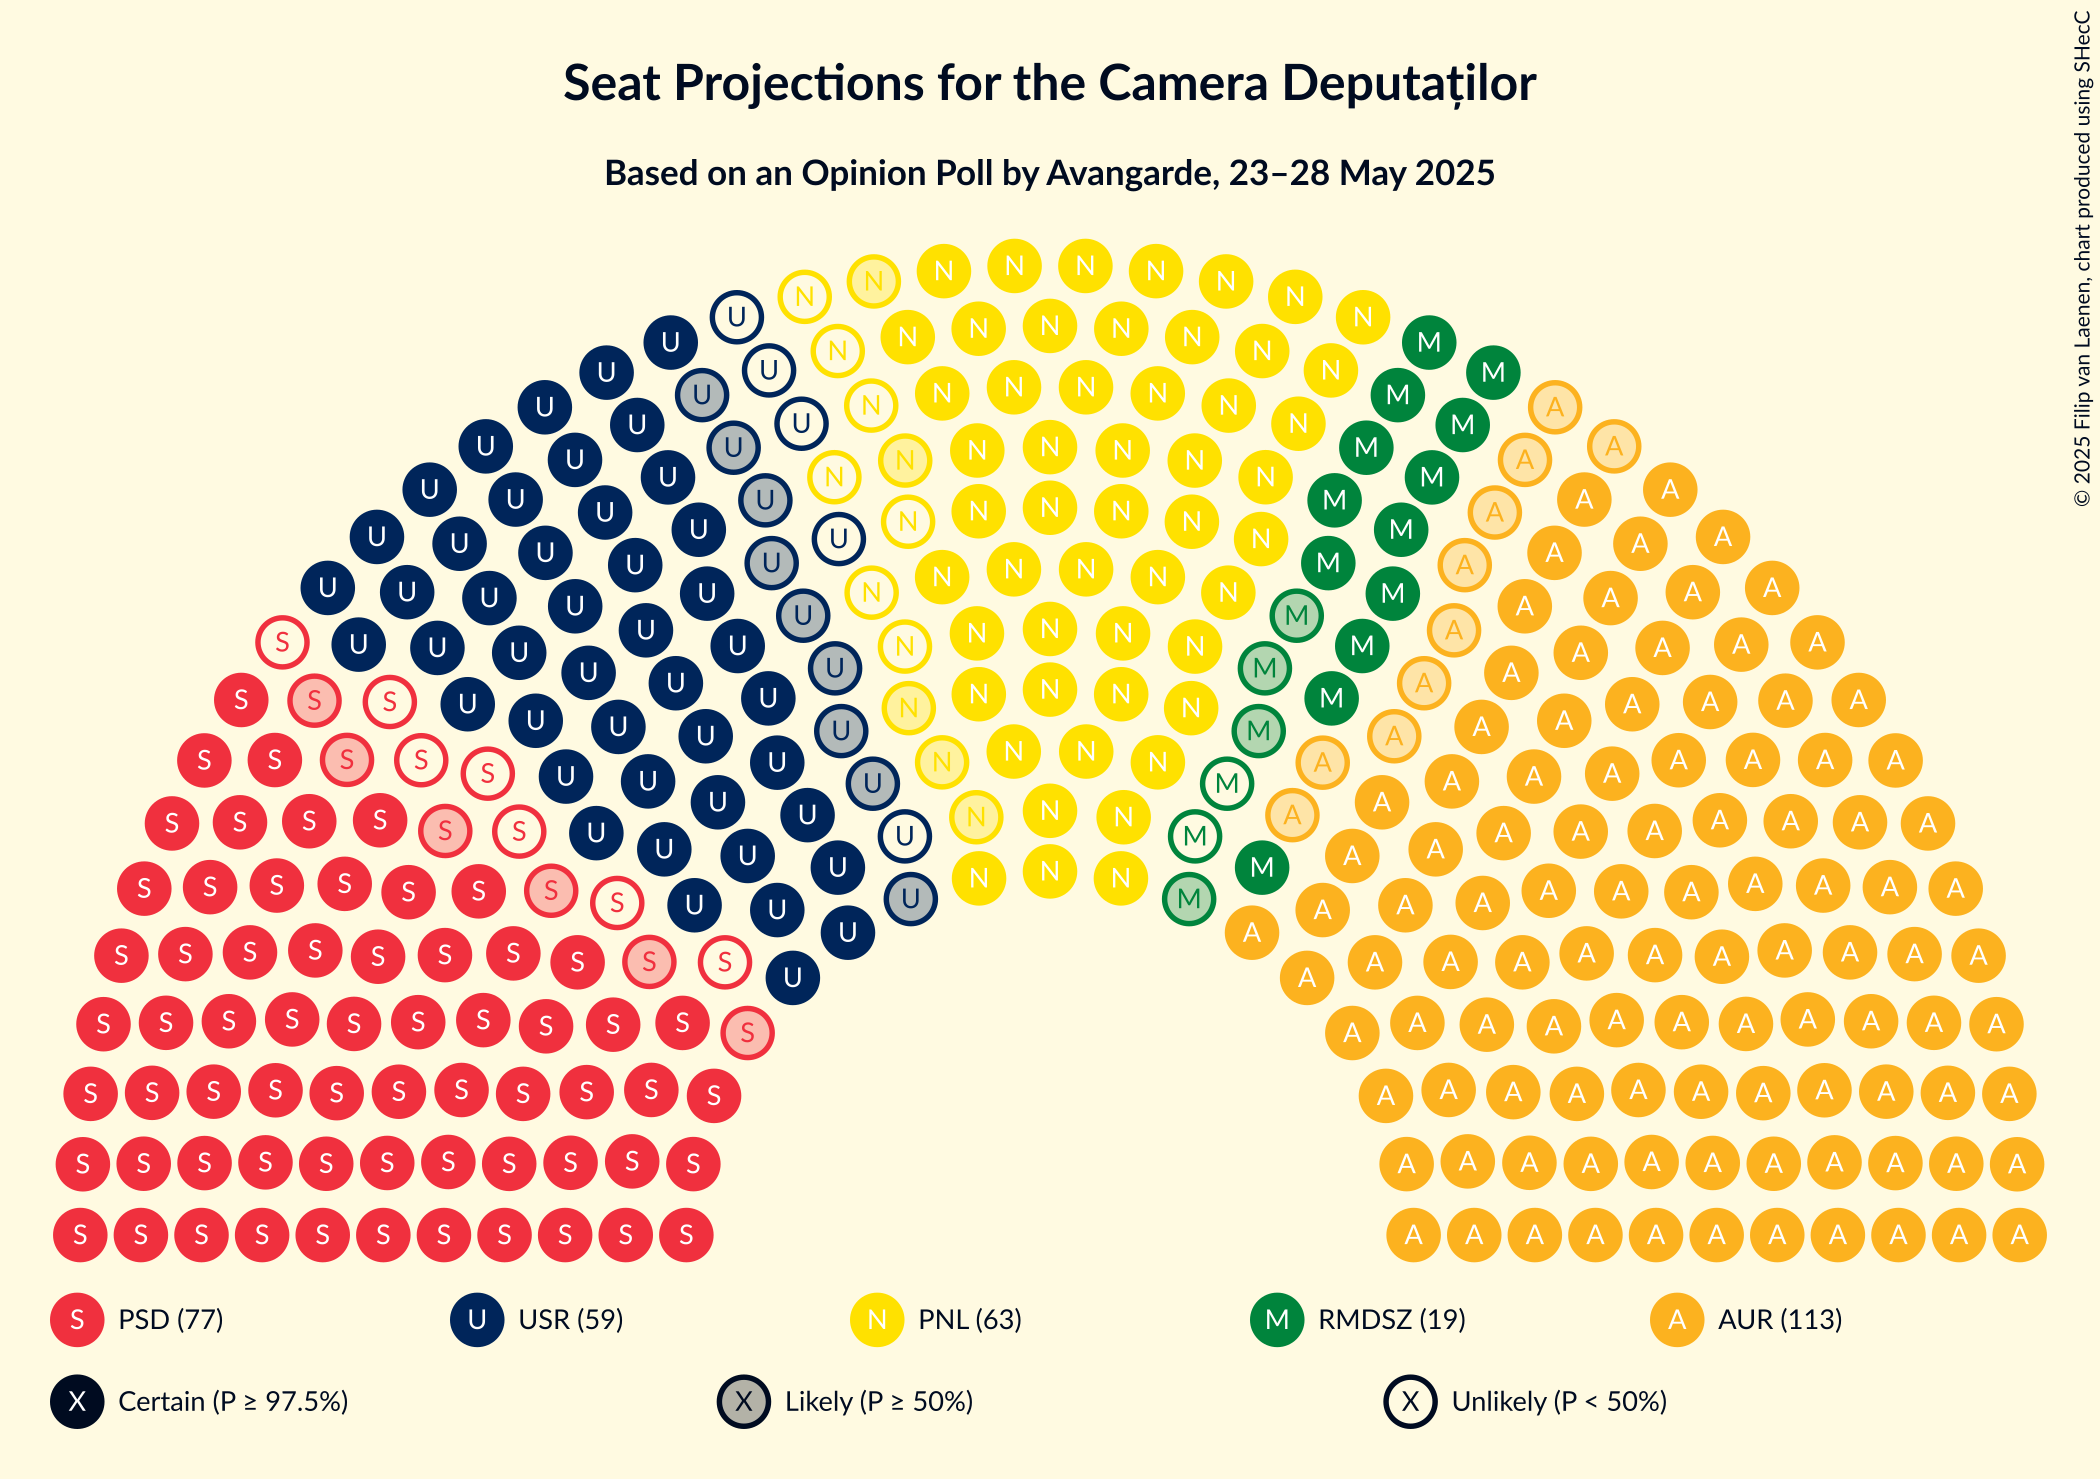 Seat Projections for the Camera Deputaților
Based on an Opinion Poll by Avangarde, 23–28 May 2025
© 2025 Filip van Laenen, chart produced using SHecC
S PSD (77)
U USR (59)
N PNL (63)
M RMDSZ (19)
A AUR (113)
X Certain (P ≥ 97.5%)
X Likely (P ≥ 50%)
X Unlikely (P < 50%)